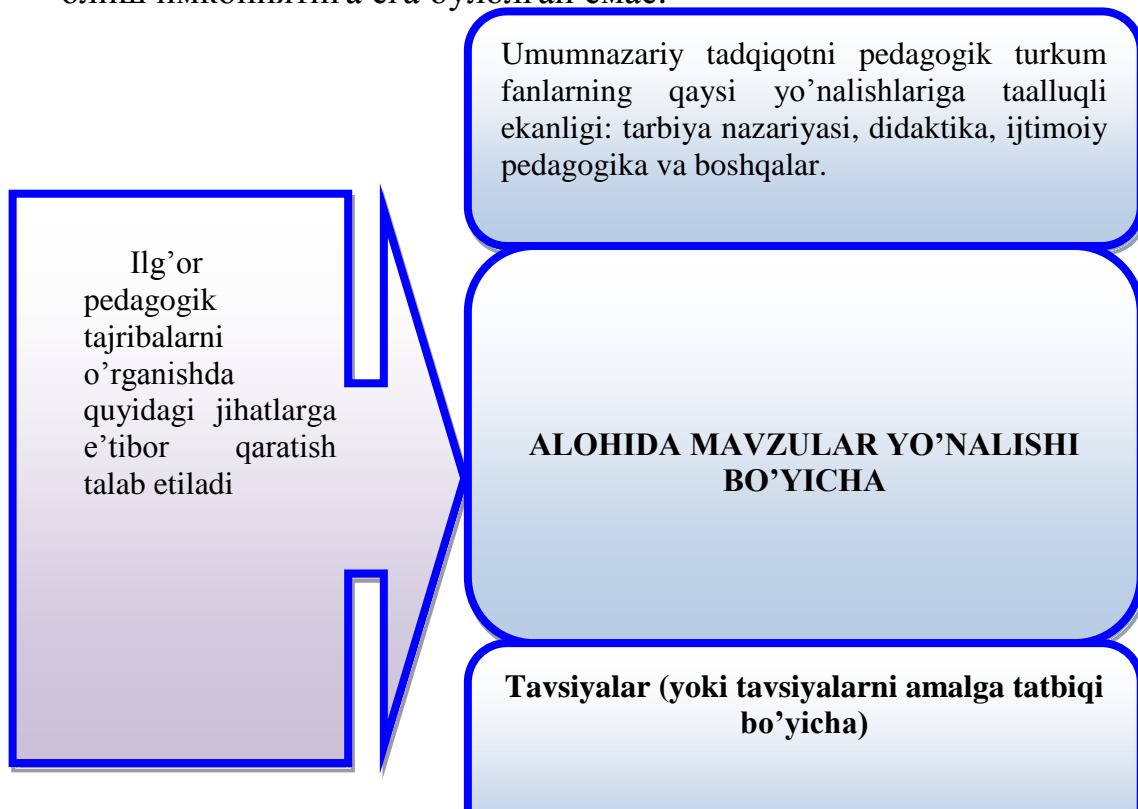 Umumnazariy tadqiqotni pedagogik turkum
fanlarning qaysi yo’nalishlariga taalluqli
ekanligi: tarbiya nazariyasi, didaktika, ijtimoiy
pedagogika va boshqalar.
Ilg’or
pedagogik
tajribalarni
o’rganishda
quyidagi jihatlarga
e’tibor qaratish
talab etiladi
ALOHIDA MAVZULAR YO’NALISHI
BO’YICHA
Tavsiyalar (yoki tavsiyalarni amalga tatbiqi
bo’yicha)